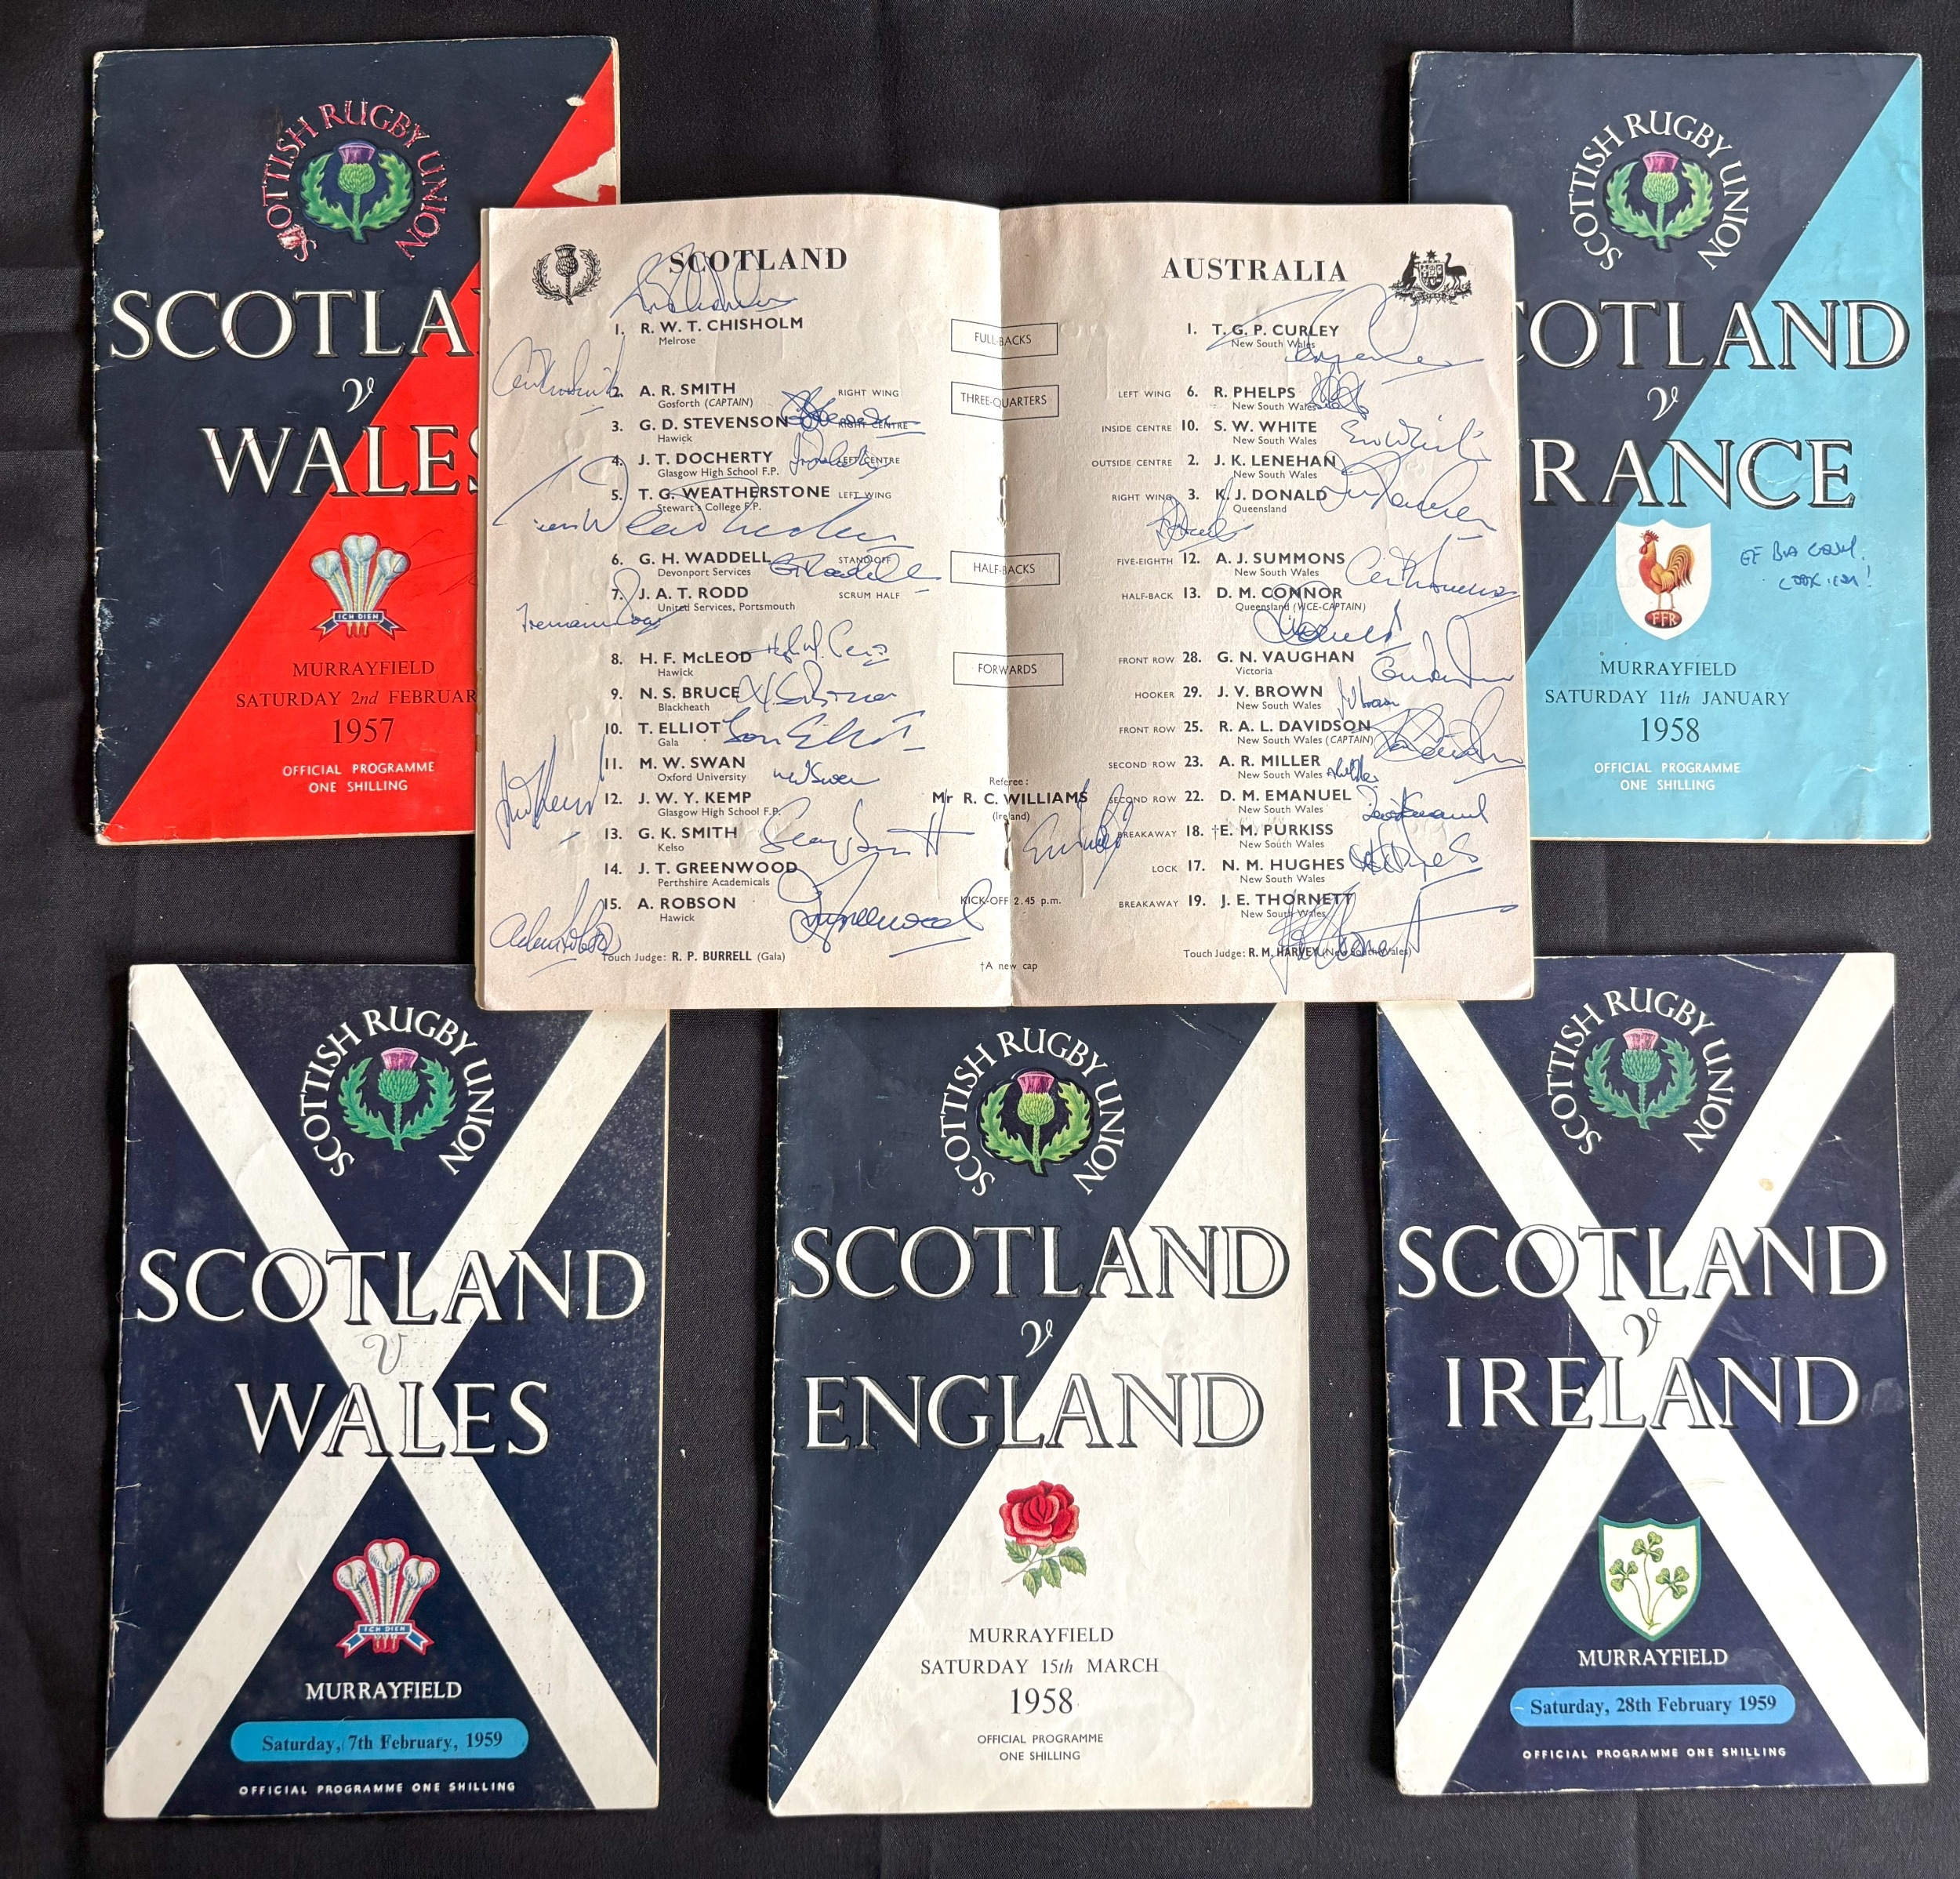 SCOTTISH RUGBY UNION
SCOTLA
v
WALES
ICH DIEN
MURRAYFIELD
SATURDAY 2nd FEBRUAR
1957
OFFICIAL PROGRAMME
ONE SHILLING
SCOTLAND
1. R. W. T. CHISHOLM
Melrose
2. A. R. SMITH RIGHT WING
Gosforth (CAPTAIN)
3. G. D. STEVENSON RIGHT CENTRE
Hawick
4. J. T. DOCHERTY LEFT CENTRE
Glasgow High School F.P.
5. T. G. WEATHERSTONE LEFT WING
Stewart's College F.P.
6. G. H. WADDELL STAND-OFF
Devonport Services
7. J. A. T. RODD SCRUM HALF
United Services, Portsmouth
8. H. F. McLEOD
Hawick
9. N. S. BRUCE
Blackheath
10. T. ELLIOT
Gala
11. M. W. SWAN
Oxford University
12. J. W. Y. KEMP
Glasgow High School F.P.
13. G. K. SMITH
Kelso
14. J. T. GREENWOOD
Perthshire Academicals
15. A. ROBSON
Hawick
Touch Judge: R. P. BURRELL (Gala)
FULL-BACKS
THREE-QUARTERS
HALF-BACKS
FORWARDS
Referee:
Mr R. C. WILLIAMS
(Ireland)
KICK-OFF 2.45 p.m.
†A new cap
AUSTRALIA
1. T. G. P. CURLEY
New South Wales
LEFT WING 6. R. PHELPS
New South Wales
INSIDE CENTRE 10. S. W. WHITE
New South Wales
OUTSIDE CENTRE 2. J. K. LENEHAN
New South Wales
RIGHT WING 3. K. J. DONALD
Queensland
FIVE-EIGHTH 12. A. J. SUMMONS
New South Wales
HALF-BACK 13. D. M. CONNOR
Queensland (VICE-CAPTAIN)
FRONT ROW 28. G. N. VAUGHAN
Victoria
HOOKER 29. J. V. BROWN
New South Wales
FRONT ROW 25. R. A. L. DAVIDSON
New South Wales (CAPTAIN)
SECOND ROW 23. A. R. MILLER
New South Wales
SECOND ROW 22. D. M. EMANUEL
New South Wales
BREAKAWAY 18. †E. M. PURKISS
New South Wales
LOCK 17. N. M. HUGHES
New South Wales
BREAKAWAY 19. J. E. THORNETT
New South Wales
Touch Judge: R. M. HARVEY (New South Wales)
SCOTTISH RUGBY UNION
COTLAND
v
RANCE
FFR
MURRAYFIELD
SATURDAY 11th JANUARY
1958
OFFICIAL PROGRAMME
ONE SHILLING
SCOTTISH RUGBY UNION
SCOTLAND
v
WALES
ICH DIEN
MURRAYFIELD
Saturday, 7th February, 1959
OFFICIAL PROGRAMME ONE SHILLING
SCOTTISH RUGBY UNION
SCOTLAND
v
ENGLAND
MURRAYFIELD
SATURDAY 15th MARCH
1958
OFFICIAL PROGRAMME
ONE SHILLING
SCOTTISH RUGBY UNION
SCOTLAND
v
IRELAND
MURRAYFIELD
Saturday, 28th February 1959
OFFICIAL PROGRAMME ONE SHILLING